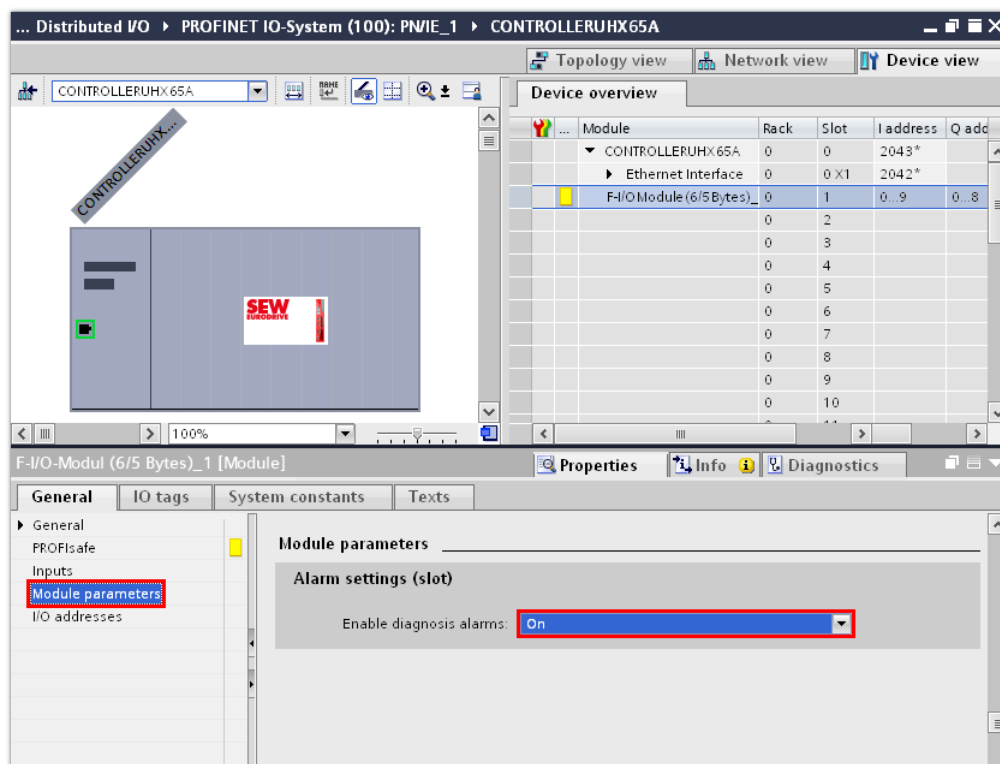 ... Distributed I/O ▸ PROFINET IO-System (100): PN/IE_1 ▸ CONTROLLERUHX65A
Topology view Network view Device view
CONTROLLERUHX65A
CONTROLLERUHX...
SEW
EURODRIVE
100%
Device overview
... Module Rack Slot I address Q add
CONTROLLERUHX65A 0 0 2043*
Ethernet Interface 0 0 X1 2042*
F-I/O Module (6/5 Bytes)_ 0 1 0...9 0...8
0 2
0 3
0 4
0 5
0 6
0 7
0 8
0 9
0 10
F-I/O-Modul (6/5 Bytes)_1 [Module]
Properties Info Diagnostics
General IO tags System constants Texts
General
PROFIsafe
Inputs
Module parameters
I/O addresses
Module parameters
Alarm settings (slot)
Enable diagnosis alarms: On